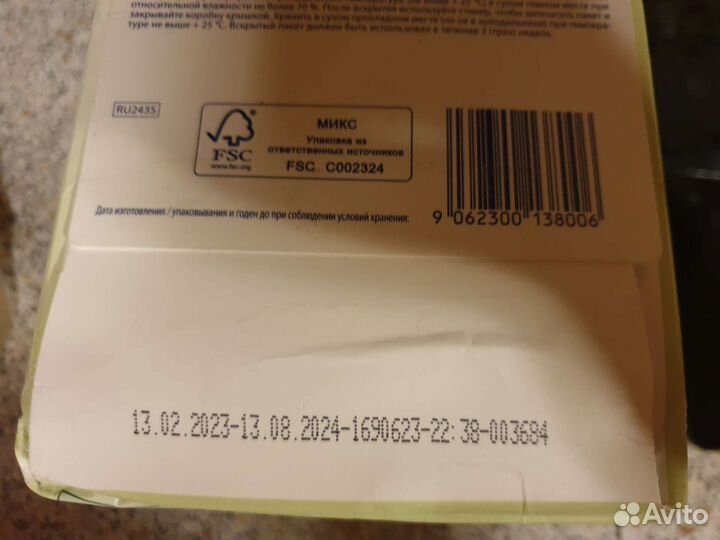 относительной влажности не более 70 %. После вскрытия используйте стикер, чтобы запечатать пакет и
закрывайте коробку крышкой. Хранить в сухом прохладном месте (но не в холодильнике) при темпера-
туре не выше + 25 °C. Вскрытый пакет должен быть использован в течение 3 (трех) недель.
RU2435
FSC
www.fsc.org
МИКС
Упаковка из
ответственных источников
FSC C002324
Дата изготовления / упаковывания и годен до при соблюдении условий хранения:
9 062300 138006
13.02.2023-13.08.2024-1690623-22:38-003684
Avito